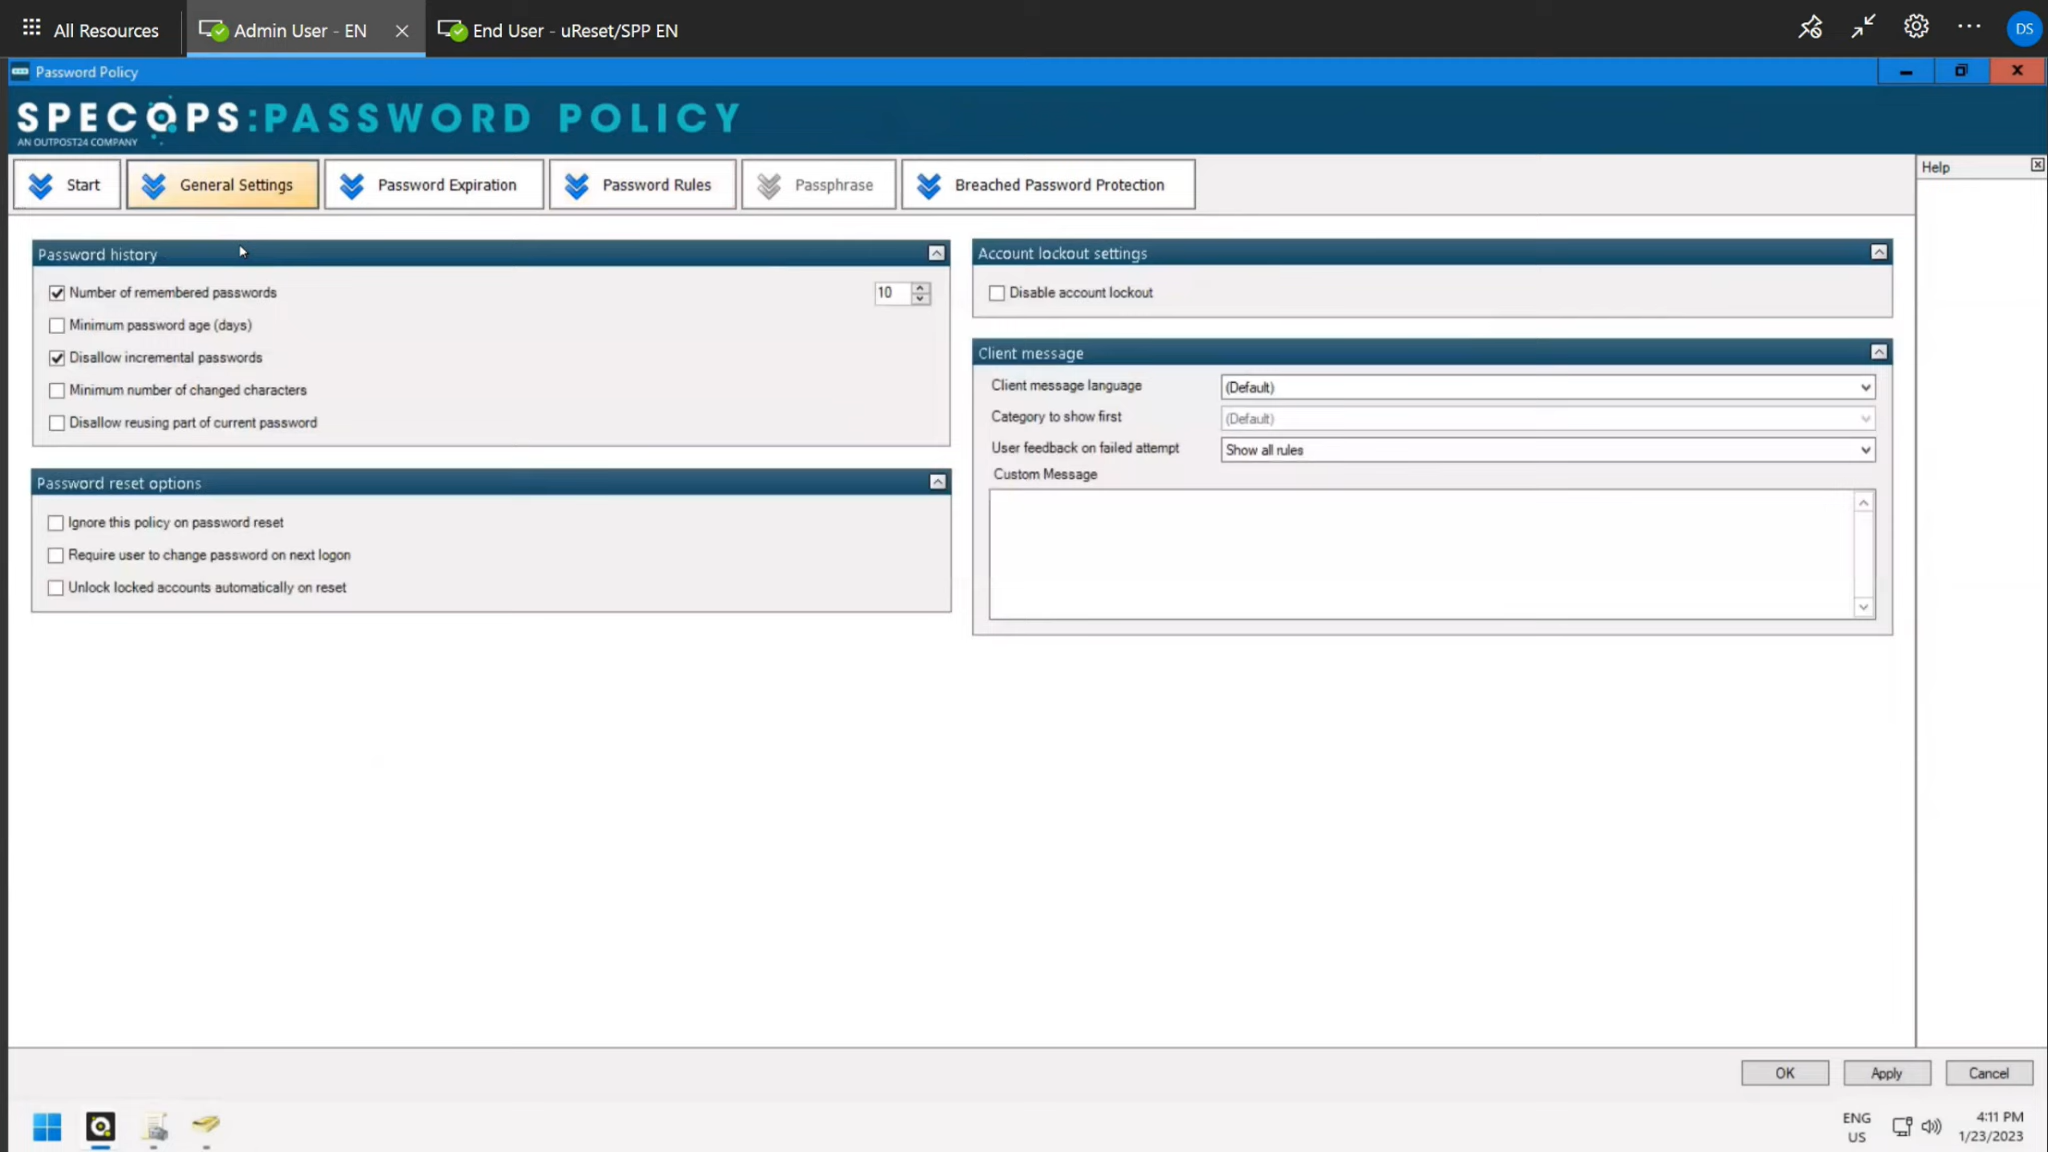 All Resources
Admin User - EN
End User - uReset/SPP EN
DS
Password Policy
SPECOPS:PASSWORD POLICY
AN OUTPOST24 COMPANY
Start
General Settings
Password Expiration
Password Rules
Passphrase
Breached Password Protection
Help
Password history
Number of remembered passwords
10
Minimum password age (days)
Disallow incremental passwords
Minimum number of changed characters
Disallow reusing part of current password
Password reset options
Ignore this policy on password reset
Require user to change password on next logon
Unlock locked accounts automatically on reset
Account lockout settings
Disable account lockout
Client message
Client message language
(Default)
Category to show first
(Default)
User feedback on failed attempt
Show all rules
Custom Message
OK
Apply
Cancel
ENG
US
4:11 PM
1/23/2023